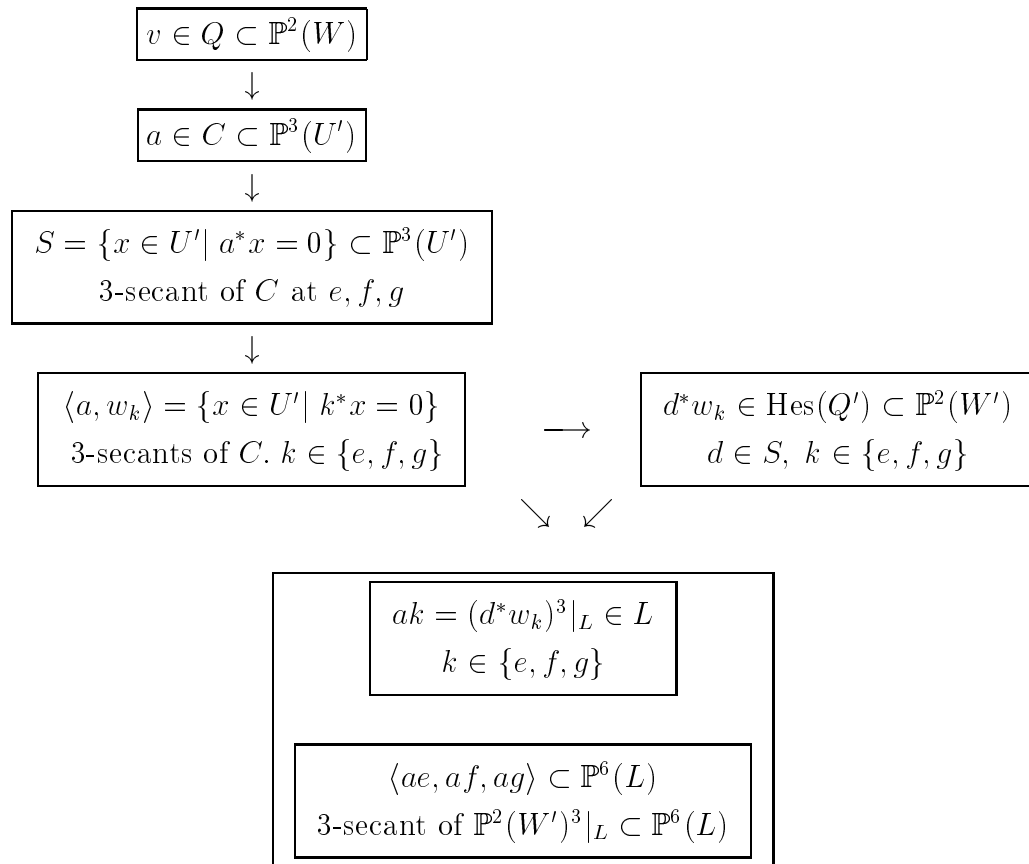 v ∈ Q ⊂ ℙ²(W)
↓
a ∈ C ⊂ ℙ³(U′)
↓
S = {x ∈ U′| a*x = 0} ⊂ ℙ³(U′)
3-secant of C at e, f, g
↓
⟨a, w_k⟩ = {x ∈ U′| k*x = 0}
3-secants of C. k ∈ {e, f, g}
⟶
d*w_k ∈ Hes(Q′) ⊂ ℙ²(W′)
d ∈ S, k ∈ {e, f, g}
↘ ↙
ak = (d*w_k)³|_L ∈ L
k ∈ {e, f, g}
⟨ae, af, ag⟩ ⊂ ℙ⁶(L)
3-secant of ℙ²(W′)³|_L ⊂ ℙ⁶(L)